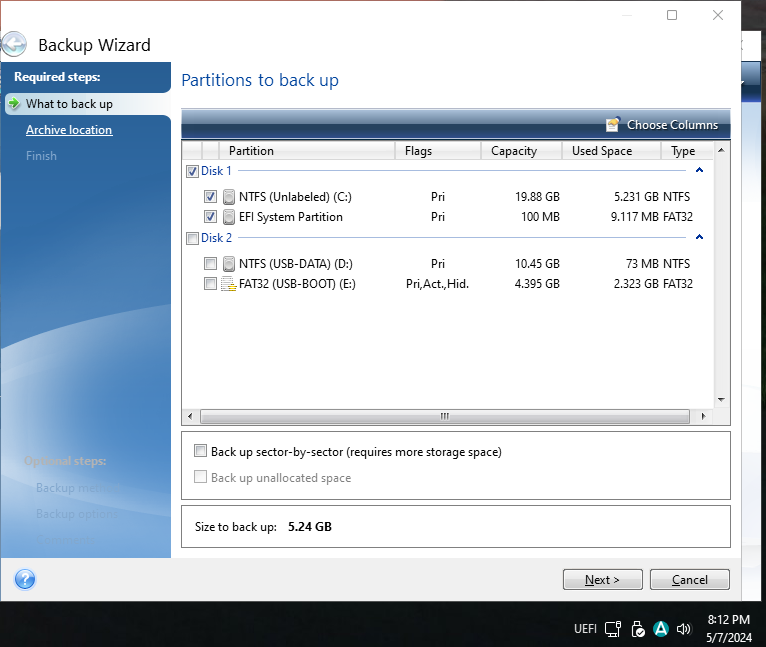 Backup Wizard
Required steps:
What to back up
Archive location
Finish
Optional steps:
Backup
Backup options
Partitions to back up
Choose Columns
Partition Flags Capacity Used Space Type
Disk 1
NTFS (Unlabeled) (C:) Pri 19.88 GB 5.231 GB NTFS
EFI System Partition Pri 100 MB 9.117 MB FAT32
Disk 2
NTFS (USB-DATA) (D:) Pri 10.45 GB 73 MB NTFS
FAT32 (USB-BOOT) (E:) Pri,Act.,Hid. 4.395 GB 2.323 GB FAT32
Back up sector-by-sector (requires more storage space)
Back up unallocated space
Size to back up: 5.24 GB
Next >
Cancel
UEFI
8:12 PM
5/7/2024